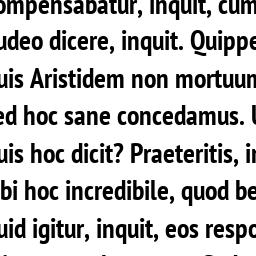 ompensabatur, inquit, cum
udeo dicere, inquit. Quippe
uis Aristidem non mortuum
ed hoc sane concedamus. U
uis hoc dicit? Praeteritis, in
bi hoc incredibile, quod be
uid igitur, inquit, eos respo